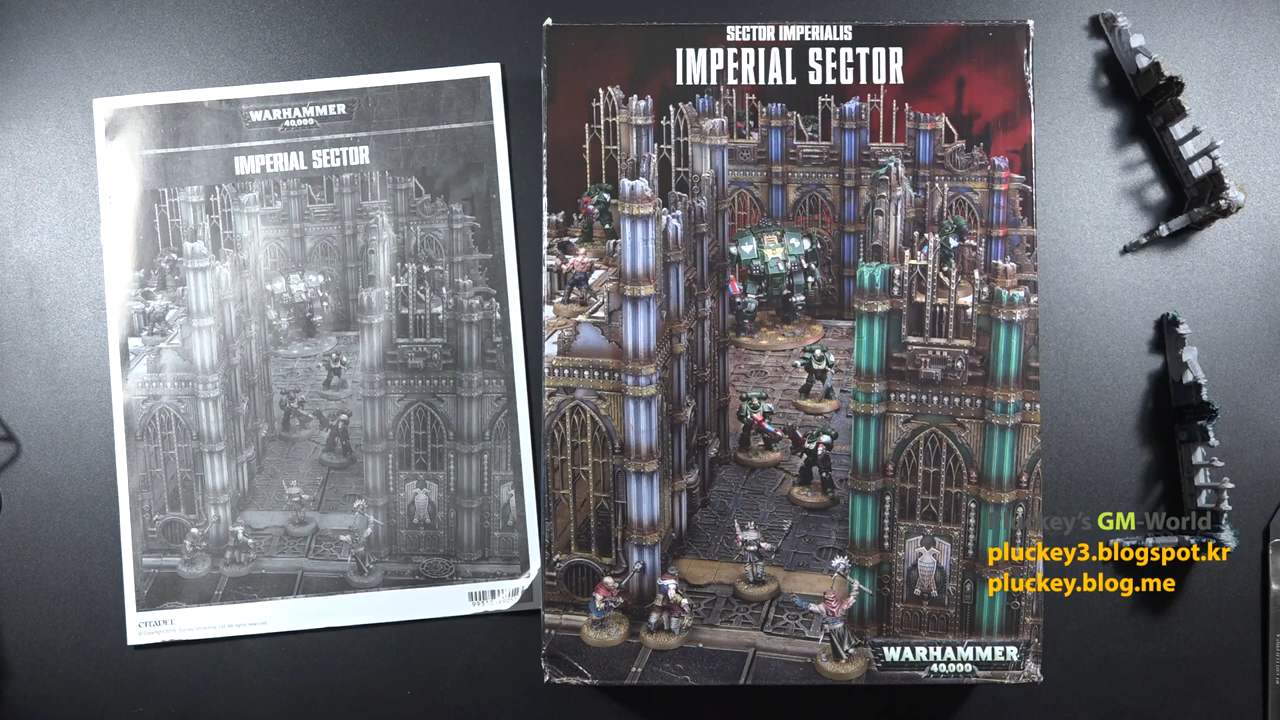 WARHAMMER
40,000
IMPERIAL SECTOR
CITADEL
SECTOR IMPERIALIS
IMPERIAL SECTOR
WARHAMMER
40,000
Pluckey's GM-World
pluckey3.blogspot.kr
pluckey.blog.me